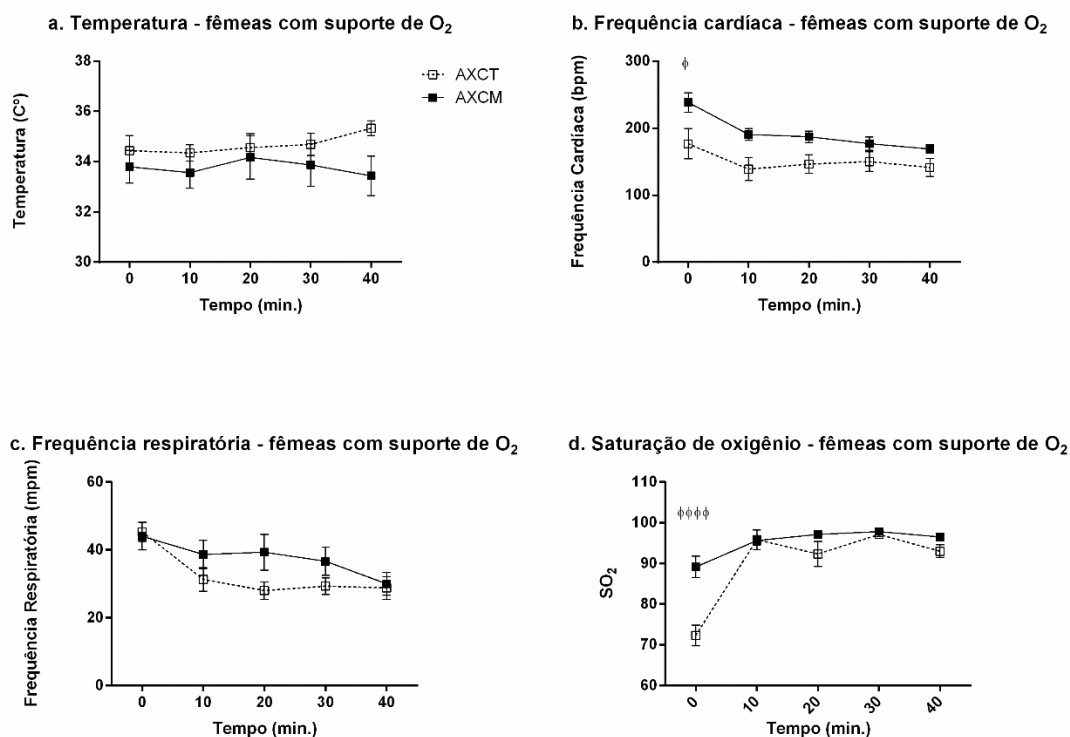 a. Temperatura - fêmeas com suporte de O₂
Temperatura (C°)
38
36
34
32
30
0 10 20 30 40
Tempo (min.)
AXCT
AXCM
b. Frequência cardíaca - fêmeas com suporte de O₂
Frequência Cardíaca (bpm)
300
200
100
0
ϕ
0 10 20 30 40
Tempo (min.)
c. Frequência respiratória - fêmeas com suporte de O₂
Frequência Respiratória (mpm)
60
40
20
0
0 10 20 30 40
Tempo (min.)
d. Saturação de oxigênio - fêmeas com suporte de O₂
SO₂
110
100
90
80
70
60
ϕϕϕϕ
0 10 20 30 40
Tempo (min.)